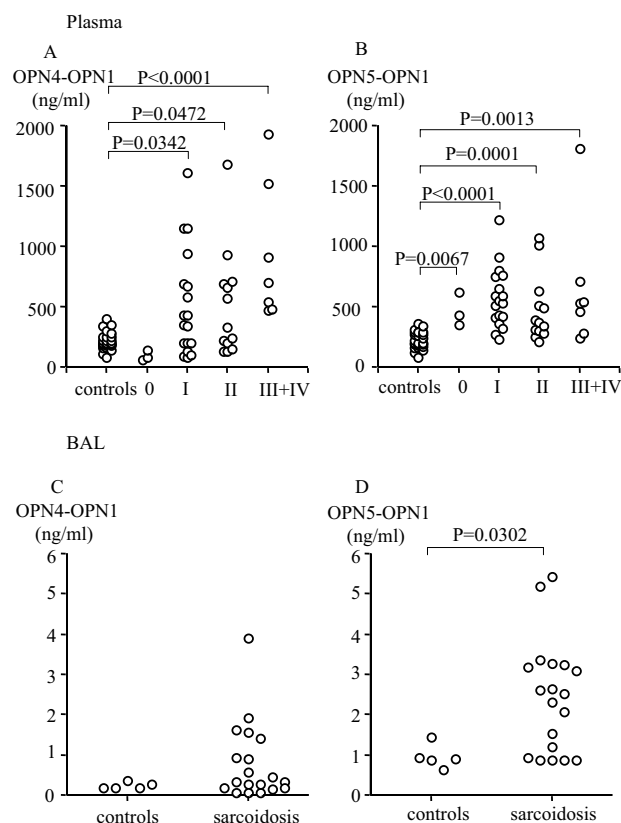 Plasma
A
OPN4-OPN1
(ng/ml)
P<0.0001
P=0.0472
P=0.0342
2000
1500
1000
500
0
controls 0 I II III+IV
B
OPN5-OPN1
(ng/ml)
P=0.0013
P=0.0001
P<0.0001
P=0.0067
2000
1500
1000
500
0
controls 0 I II III+IV
BAL
C
OPN4-OPN1
(ng/ml)
6
5
4
3
2
1
0
controls sarcoidosis
D
OPN5-OPN1
(ng/ml)
P=0.0302
6
5
4
3
2
1
0
controls sarcoidosis